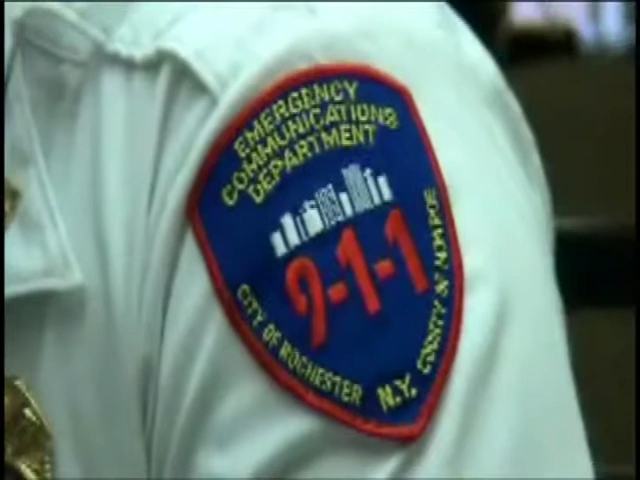 EMERGENCY
COMMUNICATIONS
DEPARTMENT
9-1-1
CITY OF ROCHESTER
N.Y.
COUNTY OF MONROE